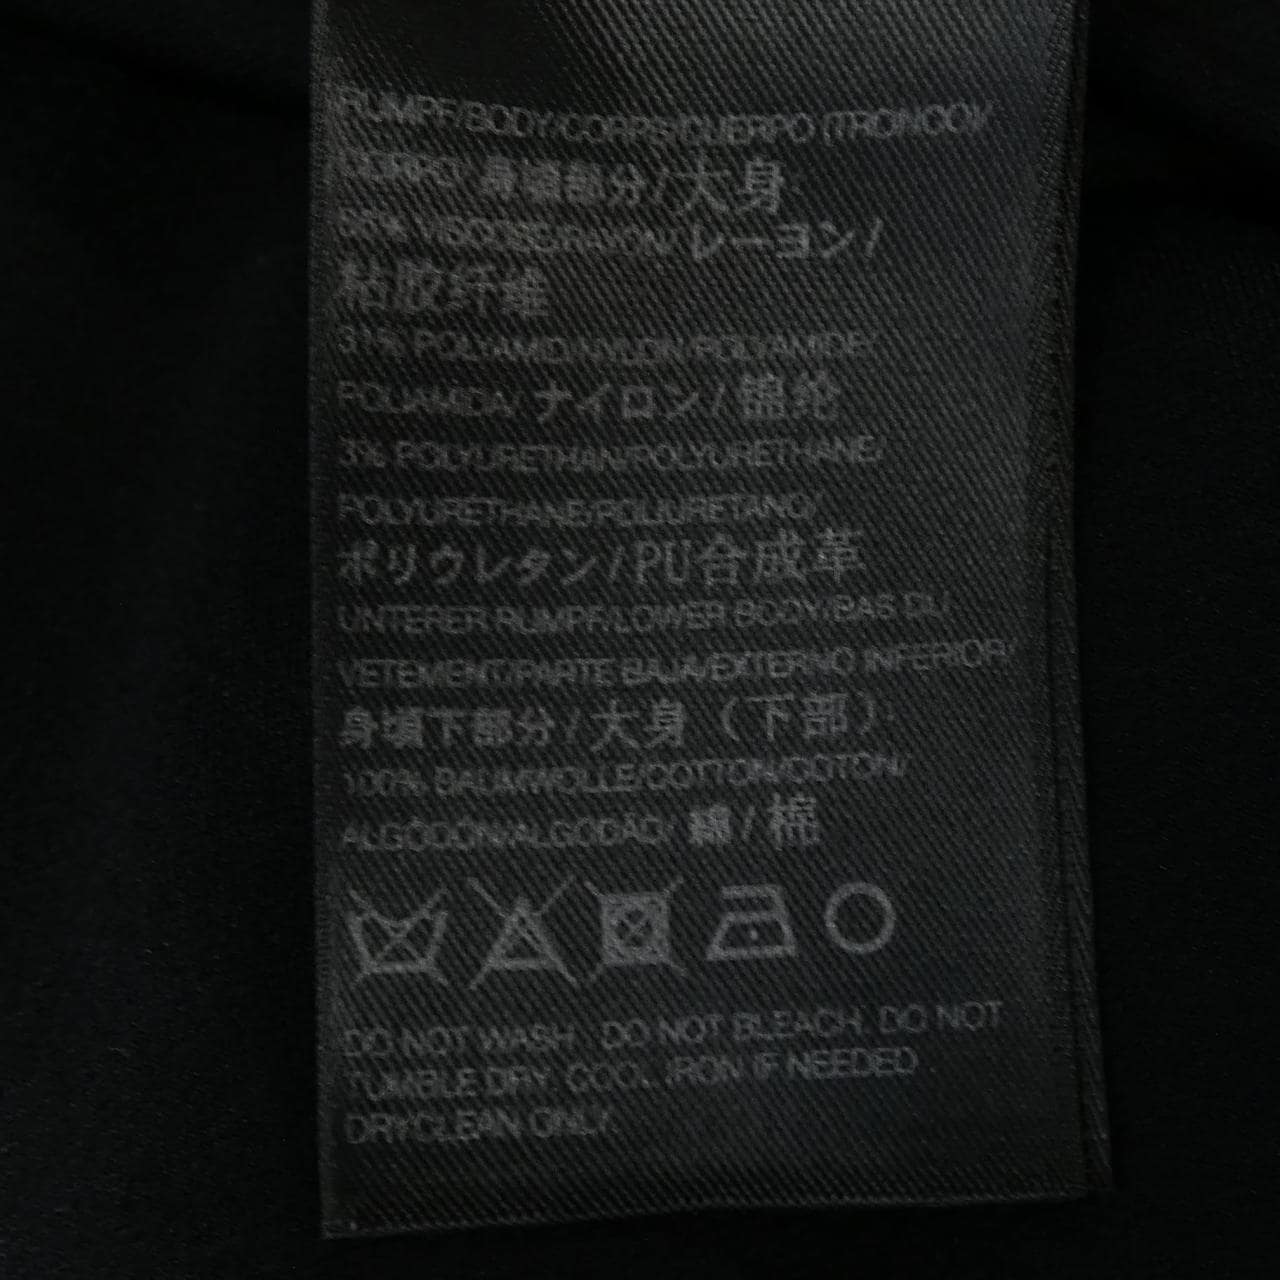 RUMPF/BODY/CORPS/CUERPO (TRONCO)/
CORPO/ 身頃部分/大身
66% VISCOSE/RAYON/ レーヨン/
粘胶纤维
31% POLYAMID/NYLON/POLYAMIDE/
POLIAMIDA/ ナイロン/ 锦纶
3% POLYURETHAN/POLYURETHANE/
POLYURETHANE/POLIURETANO/
ポリウレタン/PU合成革
UNTERER RUMPF/LOWER BODY/BAS DU
VETEMENT/PARTE BAJA/EXTERNO INFERIOR/
身頃下部分/大身（下部）
100% BAUMWOLLE/COTTON/COTON/
ALGODON/ALGODAO/ 綿/棉
DO NOT WASH. DO NOT BLEACH. DO NOT
TUMBLE DRY. COOL IRON IF NEEDED.
DRYCLEAN ONLY.